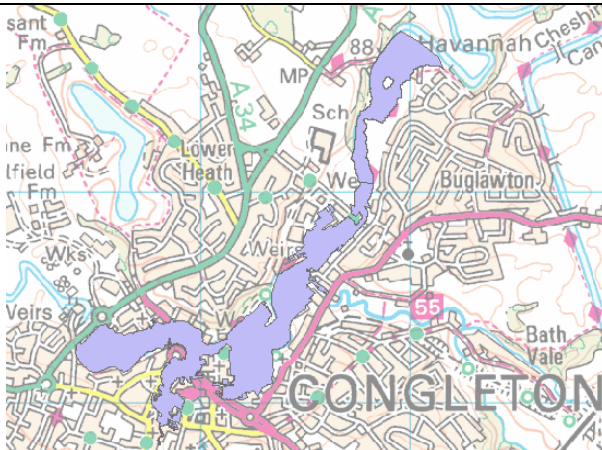 sant
Fm
88
A
Havannah
Cheshir
Can
MP
A 34
Sch
ne Fm
lfield
Fm
Lower
Heath
We
Buglawton
Weirs
Wks
Weirs
W
55
Bath
Vale
CONGLETON